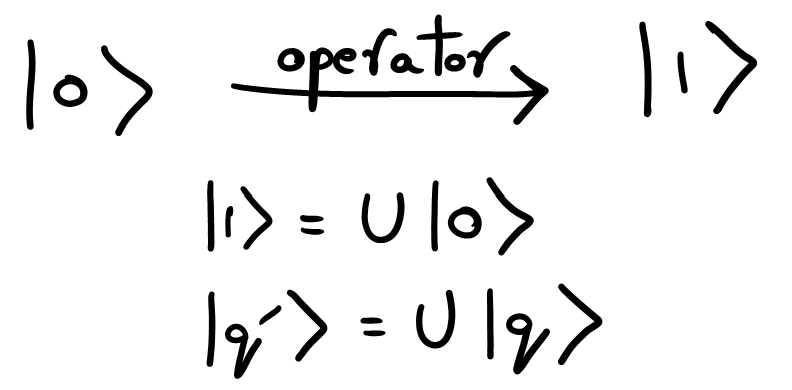 |0⟩ operator |1⟩
|1⟩ = U|0⟩
|q'⟩ = U|q⟩